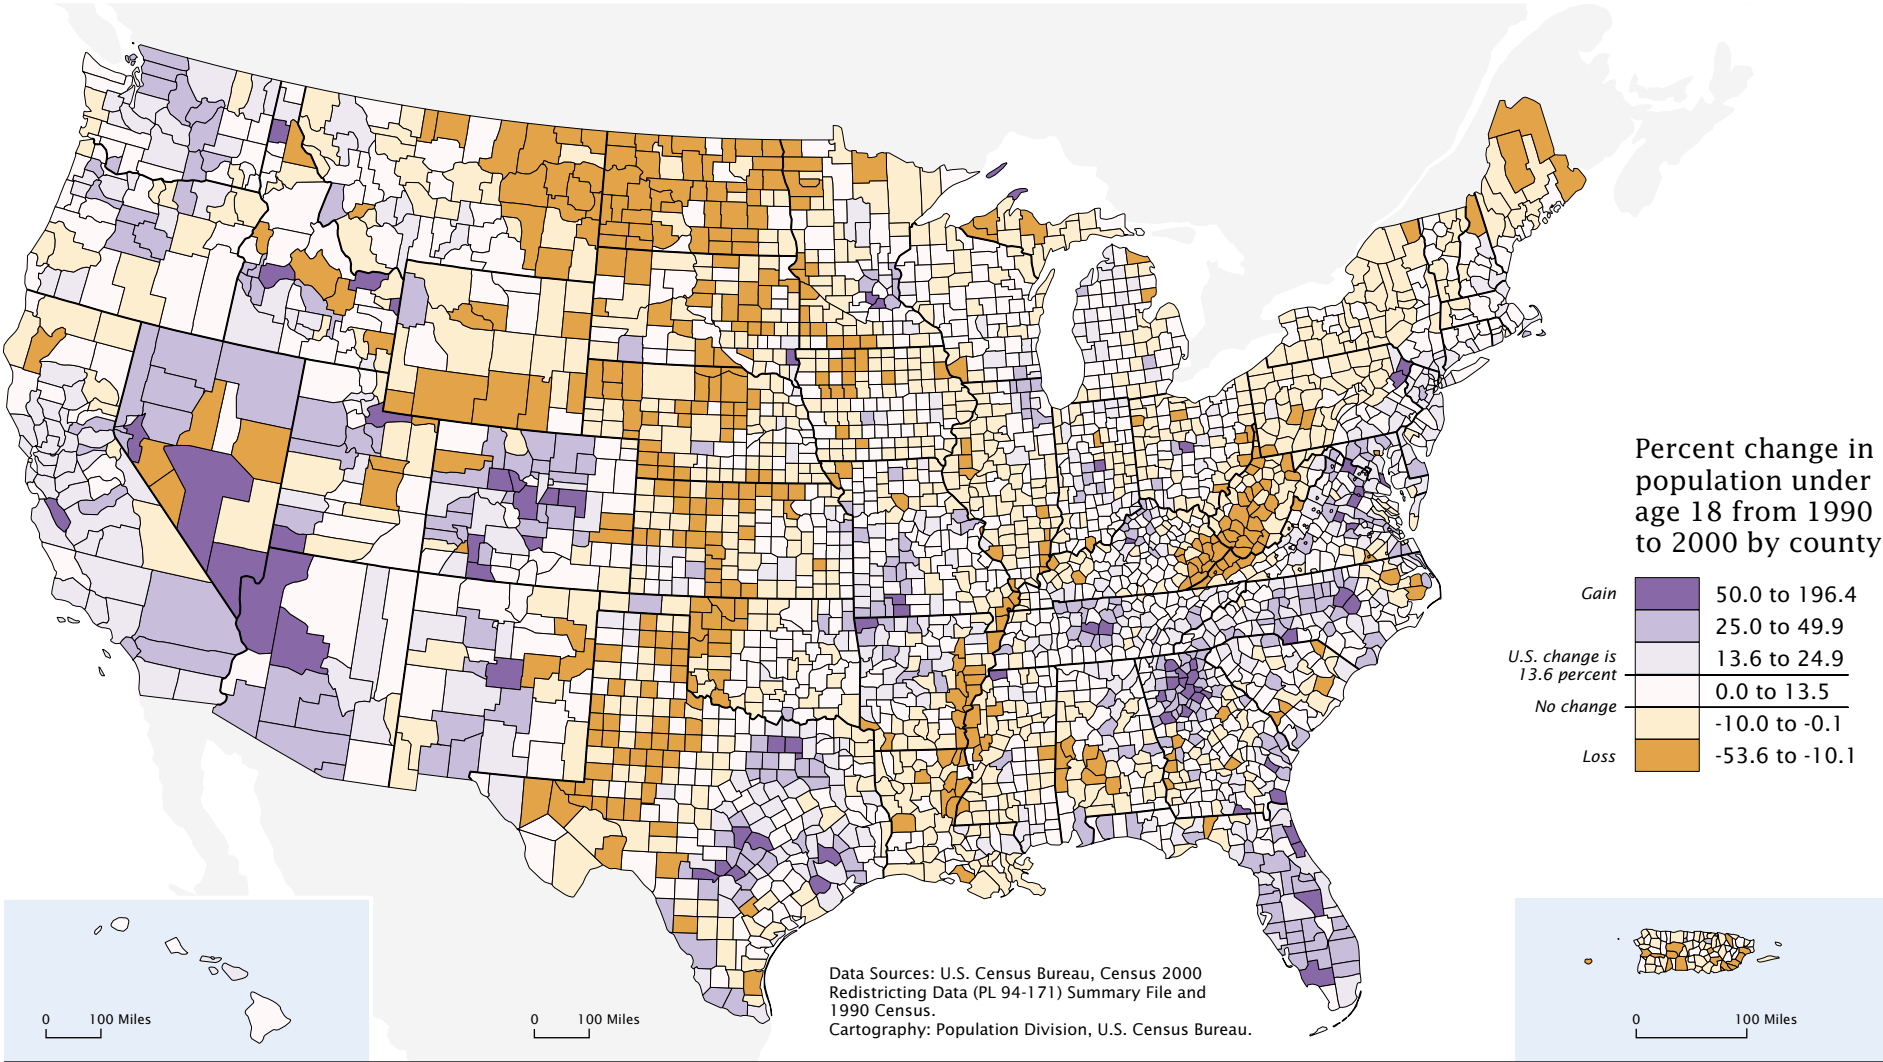 Percent change in
population under
age 18 from 1990
to 2000 by county
Gain
50.0 to 196.4
25.0 to 49.9
U.S. change is
13.6 percent
13.6 to 24.9
0.0 to 13.5
No change
-10.0 to -0.1
Loss
-53.6 to -10.1
Data Sources: U.S. Census Bureau, Census 2000
Redistricting Data (PL 94-171) Summary File and
1990 Census.
Cartography: Population Division, U.S. Census Bureau.
0 100 Miles
0 100 Miles
0 100 Miles